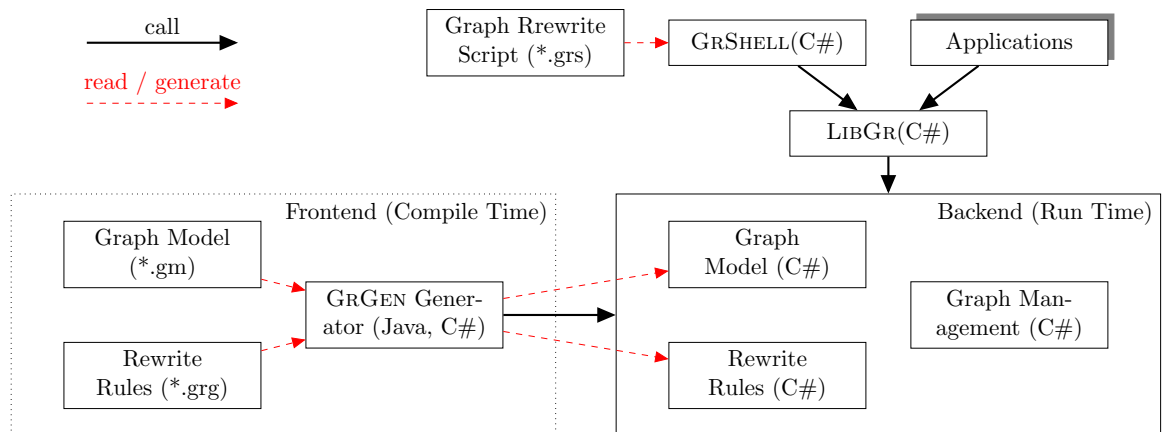 call
read / generate
Graph Rrewrite
Script (*.grs)
GRSHELL(C#)
Applications
LIBGR(C#)
Frontend (Compile Time)
Graph Model
(*.gm)
GRGEN Gener-
ator (Java, C#)
Rewrite
Rules (*.grg)
Backend (Run Time)
Graph
Model (C#)
Graph Man-
agement (C#)
Rewrite
Rules (C#)